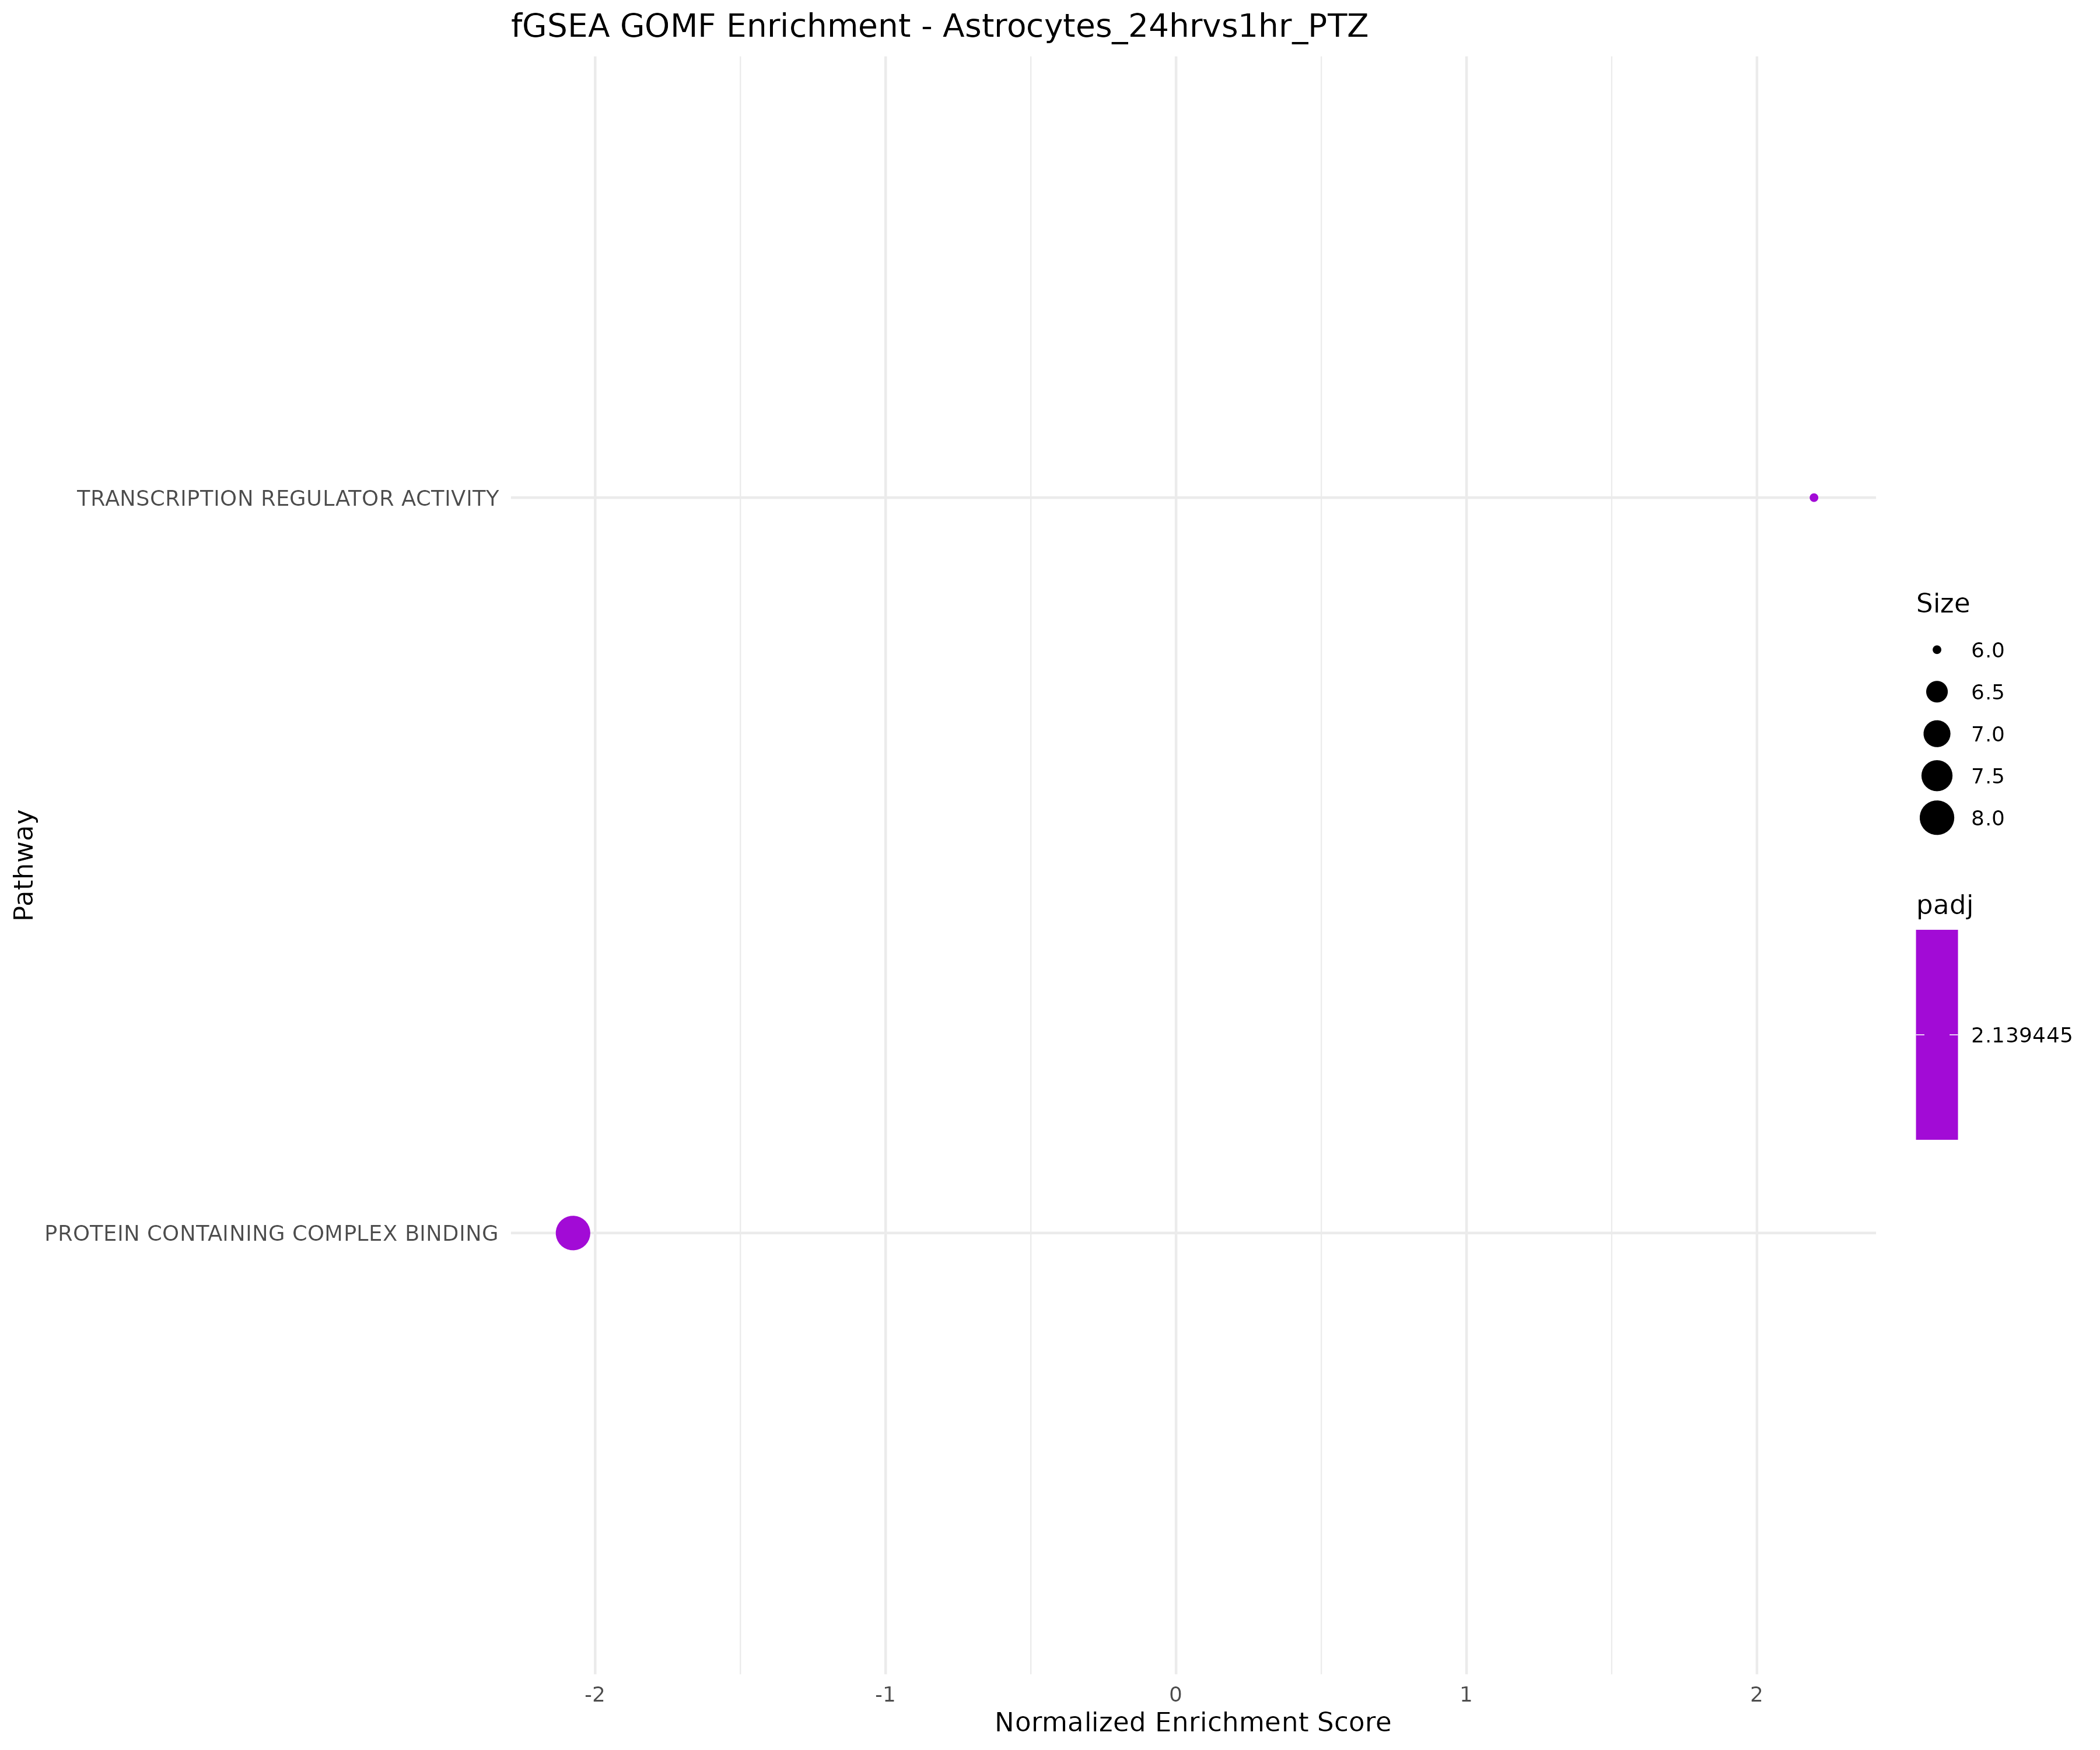 fGSEA GOMF Enrichment - Astrocytes_24hrvs1hr_PTZ
Pathway
TRANSCRIPTION REGULATOR ACTIVITY
PROTEIN CONTAINING COMPLEX BINDING
-2
-1
0
1
2
Normalized Enrichment Score
Size
6.0
6.5
7.0
7.5
8.0
padj
2.139445